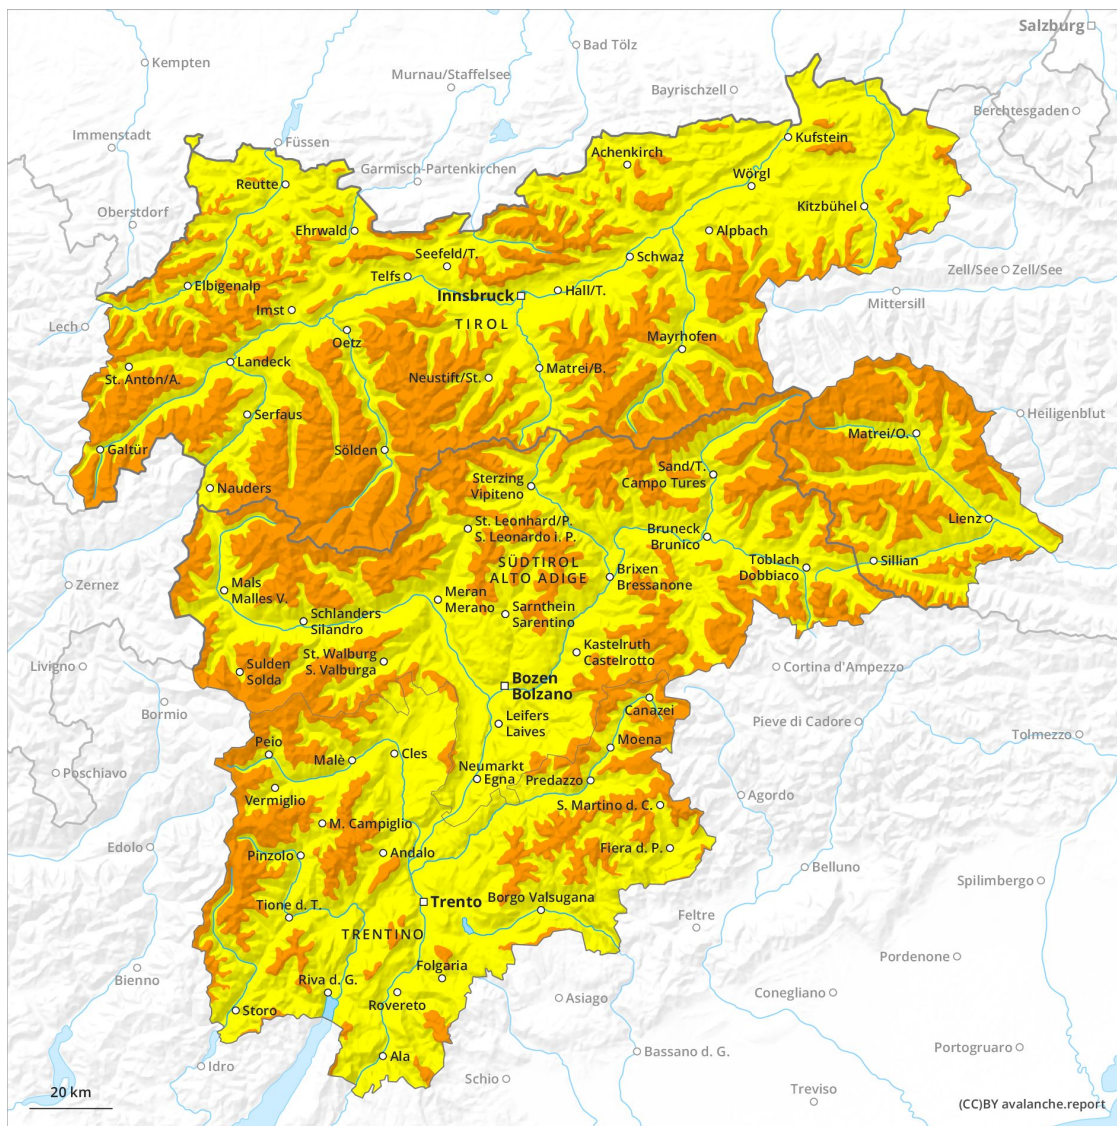 Salzburg
Bad Tölz
Kempten
Murnau/Staffelsee
Bayrischzell
Berchtesgaden
Immenstadt
Füssen
Kufstein
Achenkirch
Garmisch-Partenkirchen
Wörgl
Reutte
Kitzbühel
Oberstdorf
Ehrwald
Alpbach
Seefeld/T.
Schwaz
Zell/See
Zell/See
Telfs
Elbigenalp
Hall/T.
Innsbruck
Mittersill
Imst
TIROL
Lech
Oetz
Mayrhofen
Landeck
Matrei/B.
St. Anton/A.
Neustift/St.
Serfaus
Heiligenblut
Matrei/O.
Galtür
Sölden
Sand/T.
Campo Tures
Sterzing
Vipiteno
Nauders
Lienz
St. Leonhard/P.
S. Leonardo i. P.
Bruneck
Brunico
Toblach
Dobbiaco
Sillian
SÜDTIROL
ALTO ADIGE
Brixen
Bressanone
Zernez
Mals
Malles V.
Meran
Merano
Sarnthein
Sarentino
Schlanders
Silandro
Kastelruth
Castelrotto
St. Walburg
S. Valburga
Livigno
Sulden
Solda
Cortina d'Ampezzo
Bozen
Bolzano
Bormio
Canazei
Leifers
Laives
Pieve di Cadore
Tolmezzo
Peio
Moena
Malè
Cles
Poschiavo
Neumarkt
Egna
Predazzo
Vermiglio
Agordo
S. Martino d. C.
M. Campiglio
Edolo
Pinzolo
Andalo
Fiera d. P.
Belluno
Spilimbergo
Trento
Borgo Valsugana
Tione d. T.
Feltre
TRENTINO
Pordenone
Folgaria
Bienno
Riva d. G.
Conegliano
Rovereto
Asiago
Storo
Portogruaro
Ala
Bassano d. G.
Idro
Schio
Treviso
20 km
(CC)BY avalanche.report